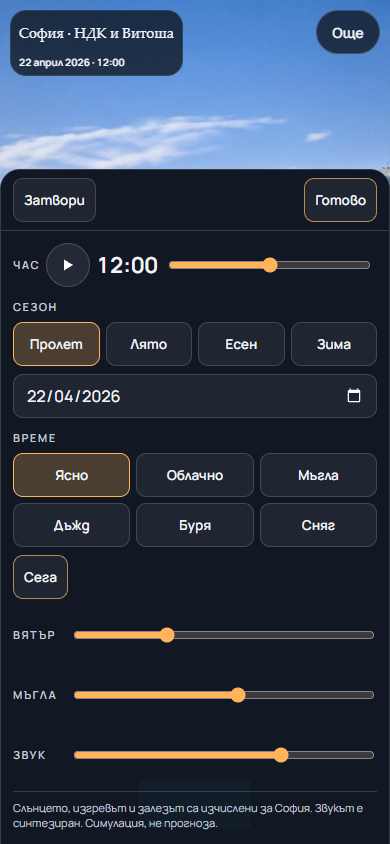 София · НДК и Витоша
22 април 2026 · 12:00
Още
Затвори
Готово
ЧАС
12:00
СЕЗОН
Пролет
Лято
Есен
Зима
22/04/2026
ВРЕМЕ
Ясно
Облачно
Мъгла
Дъжд
Буря
Сняг
Сега
ВЯТЪР
МЪГЛА
ЗВУК
Слънцето, изгревът и залезът са изчислени за София. Звукът е
синтезиран. Симулация, не прогноза.